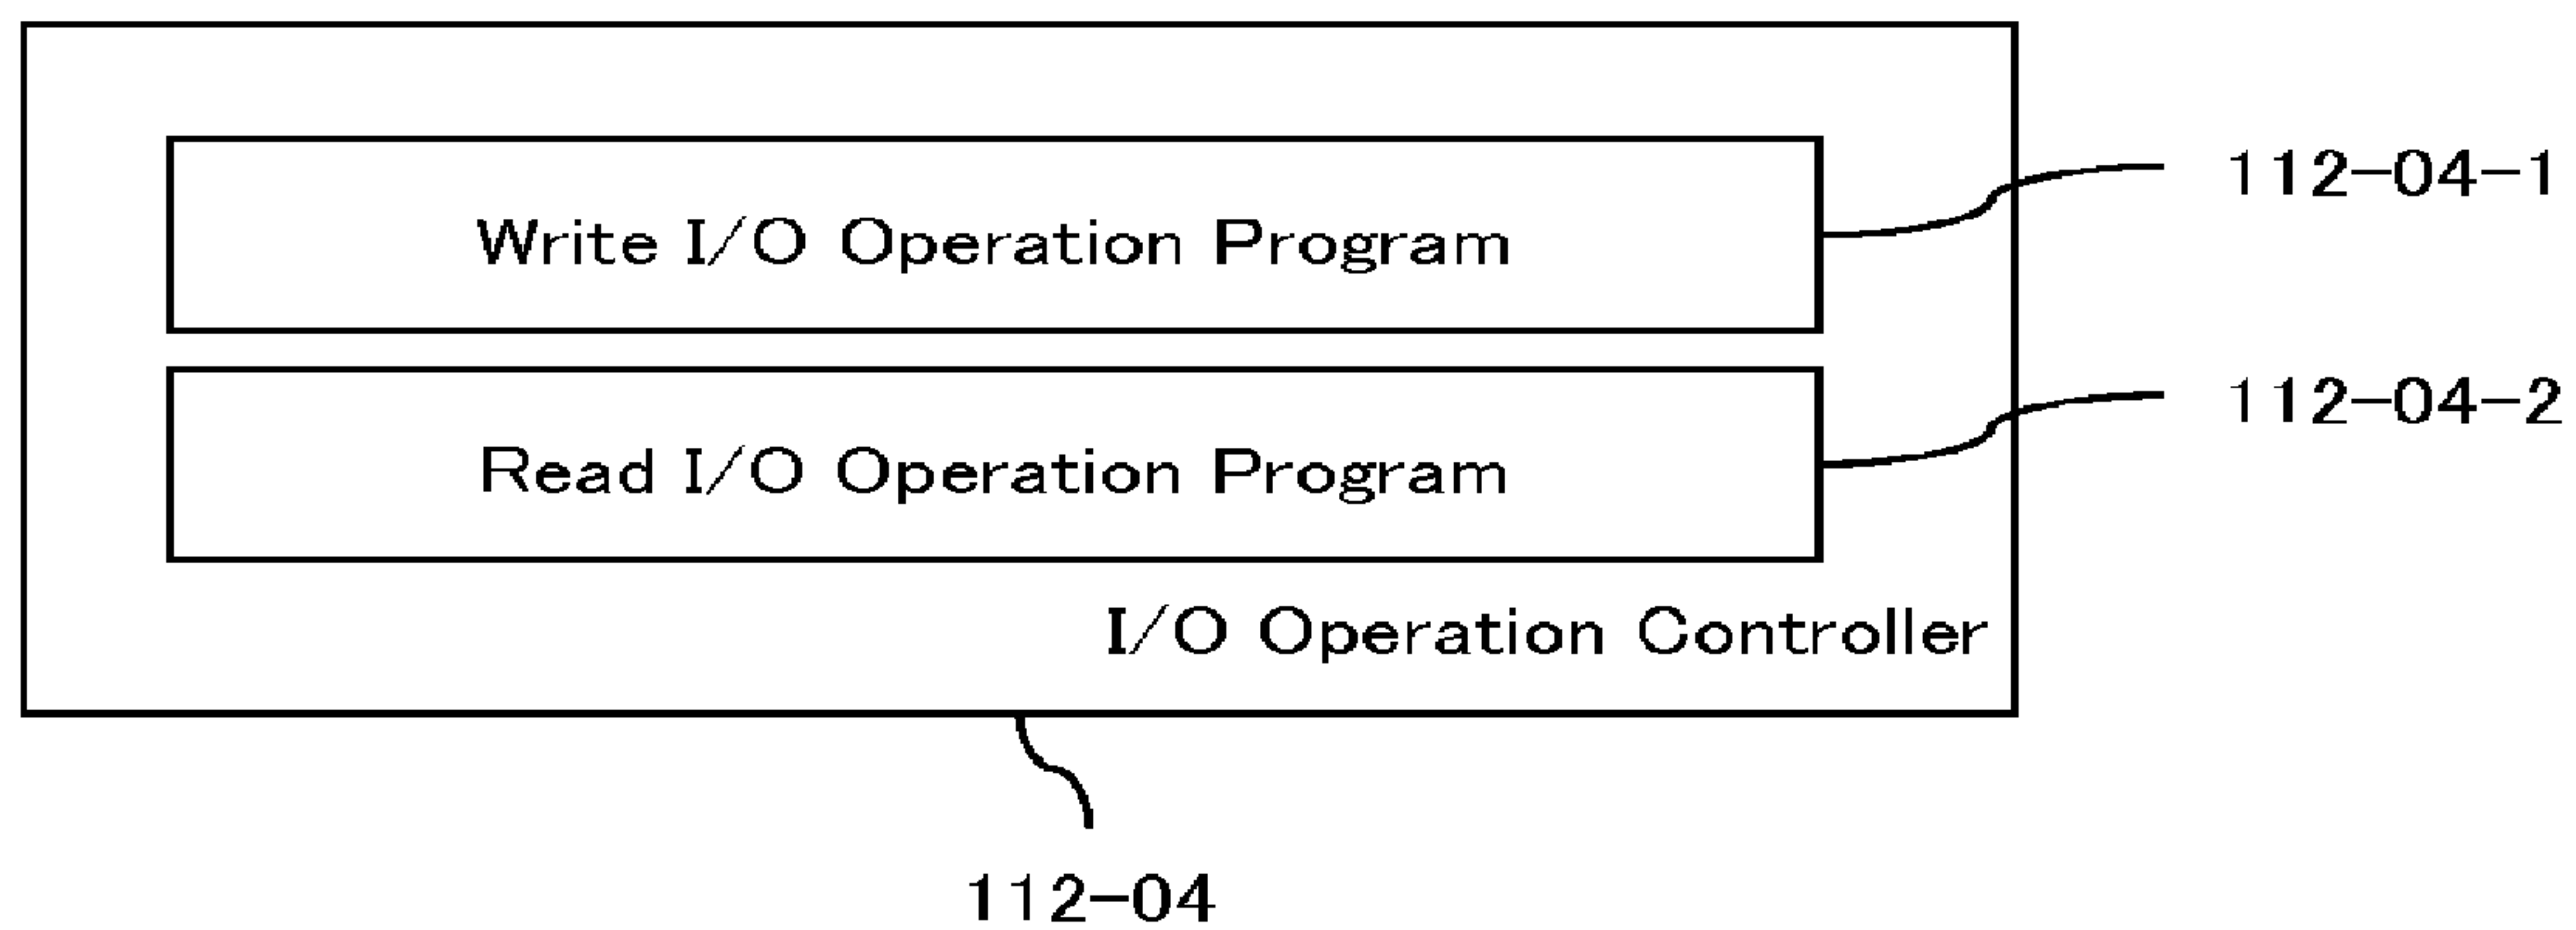 Write I/O Operation Program
112-04-1
Read I/O Operation Program
112-04-2
I/O Operation Controller
112-04